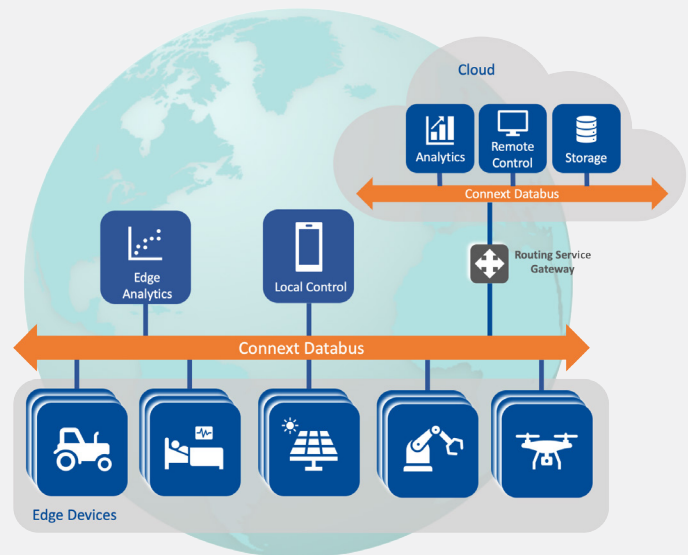 Cloud
Analytics
Remote
Control
Storage
Connext Databus
Routing Service
Gateway
Edge
Analytics
Local Control
Connext Databus
Edge Devices